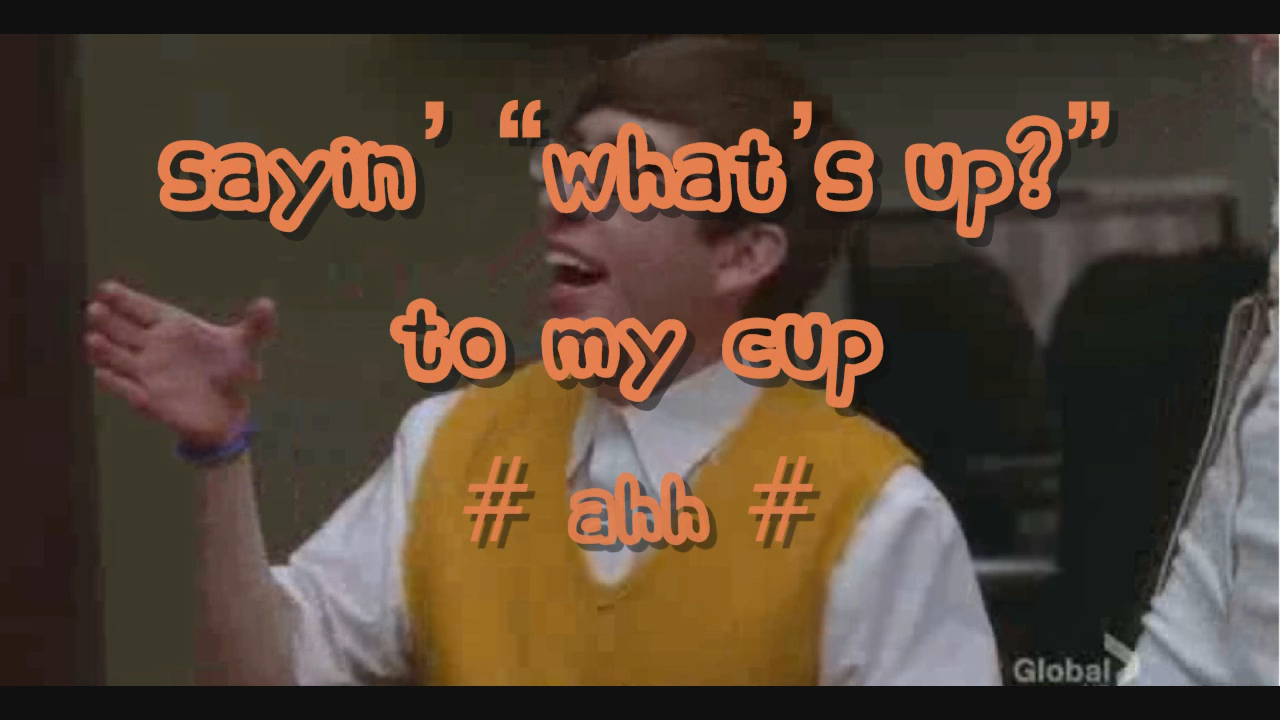 sayin’ “what’s up?”
to my cup
# ahh #
Global